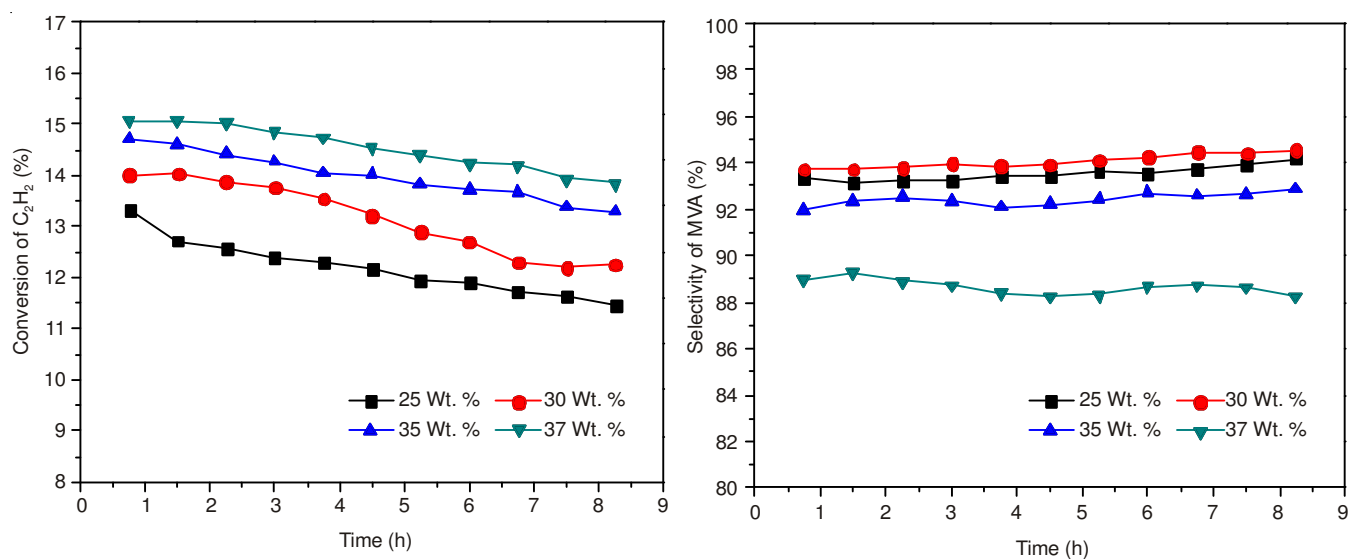 17
16
15
14
13
12
11
10
9
8
Conversion of C₂H₂ (%)
25 Wt. % 30 Wt. %
35 Wt. % 37 Wt. %
0 1 2 3 4 5 6 7 8 9
Time (h)
100
98
96
94
92
90
88
86
84
82
80
Selectivity of MVA (%)
25 Wt. % 30 Wt. %
35 Wt. % 37 Wt. %
0 1 2 3 4 5 6 7 8 9
Time (h)